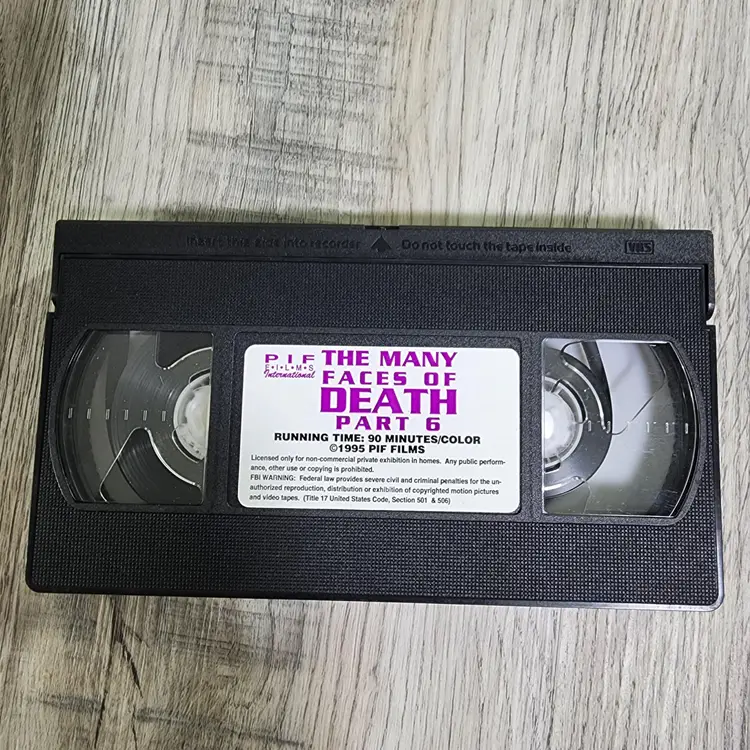 Insert this side into recorder Do not touch the tape inside VHS
PIF THE MANY
F•I•L•M•S FACES OF
International DEATH
PART 6
RUNNING TIME: 90 MINUTES/COLOR
©1995 PIF FILMS
Licensed only for non-commercial private exhibition in homes. Any public perform-
ance, other use or copying is prohibited.
FBI WARNING: Federal law provides severe civil and criminal penalties for the un-
authorized reproduction, distribution or exhibition of copyrighted motion pictures
and video tapes. (Title 17 United States Code, Section 501 & 506)